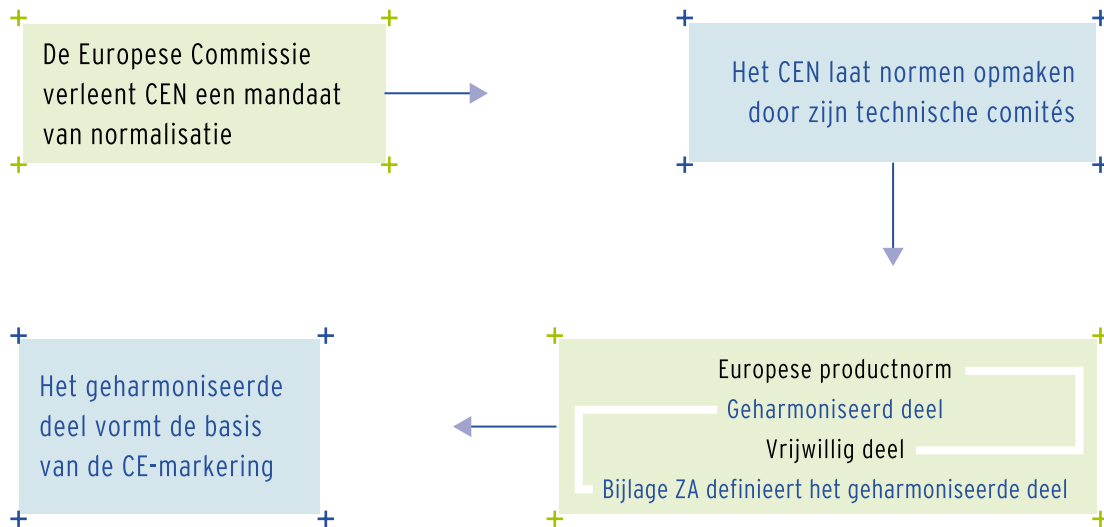 De Europese Commissie
verleent CEN een mandaat
van normalisatie
Het CEN laat normen opmaken
door zijn technische comités
Europese productnorm
Geharmoniseerd deel
Vrijwillig deel
Bijlage ZA definieert het geharmoniseerde deel
Het geharmoniseerde
deel vormt de basis
van de CE-markering